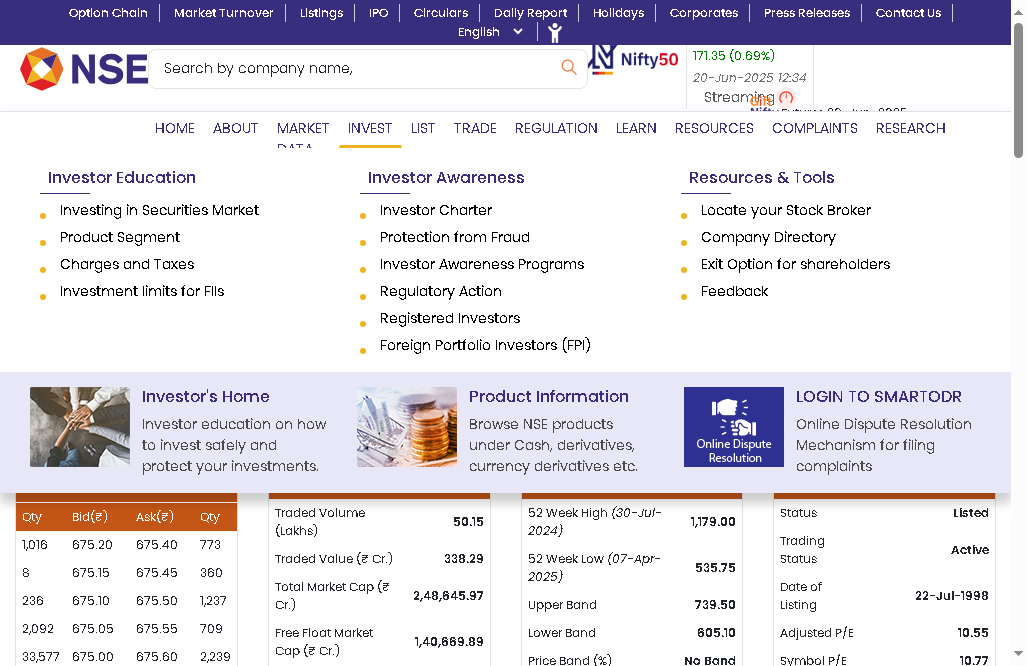 Option Chain Market Turnover Listings IPO Circulars Daily Report Holidays Corporates Press Releases Contact Us
English
NSE
Search by company name,
Nifty50
171.35 (0.69%)
20-Jun-2025 12:34
Streaming
Gift
HOME ABOUT MARKET DATA INVEST LIST TRADE REGULATION LEARN RESOURCES COMPLAINTS RESEARCH
Investor Education
Investing in Securities Market
Product Segment
Charges and Taxes
Investment limits for FIIs
Investor Awareness
Investor Charter
Protection from Fraud
Investor Awareness Programs
Regulatory Action
Registered Investors
Foreign Portfolio Investors (FPI)
Resources & Tools
Locate your Stock Broker
Company Directory
Exit Option for shareholders
Feedback
Investor's Home
Investor education on how
to invest safely and
protect your investments.
Product Information
Browse NSE products
under Cash, derivatives,
currency derivatives etc.
Online Dispute
Resolution
LOGIN TO SMARTODR
Online Dispute Resolution
Mechanism for filing
complaints
Qty Bid(₹) Ask(₹) Qty
1,016 675.20 675.40 773
8 675.15 675.45 360
236 675.10 675.50 1,237
2,092 675.05 675.55 709
33,577 675.00 675.60 2,239
Traded Volume
(Lakhs) 50.15
Traded Value (₹ Cr.) 338.29
Total Market Cap (₹
Cr.) 2,48,645.97
Free Float Market
Cap (₹ Cr.) 1,40,669.89
52 Week High (30-Jul-
2024) 1,179.00
52 Week Low (07-Apr-
2025) 535.75
Upper Band 739.50
Lower Band 605.10
Price Band (%) No Band
Status Listed
Trading
Status Active
Date of
Listing 22-Jul-1998
Adjusted P/E 10.55
Symbol P/E 10.77